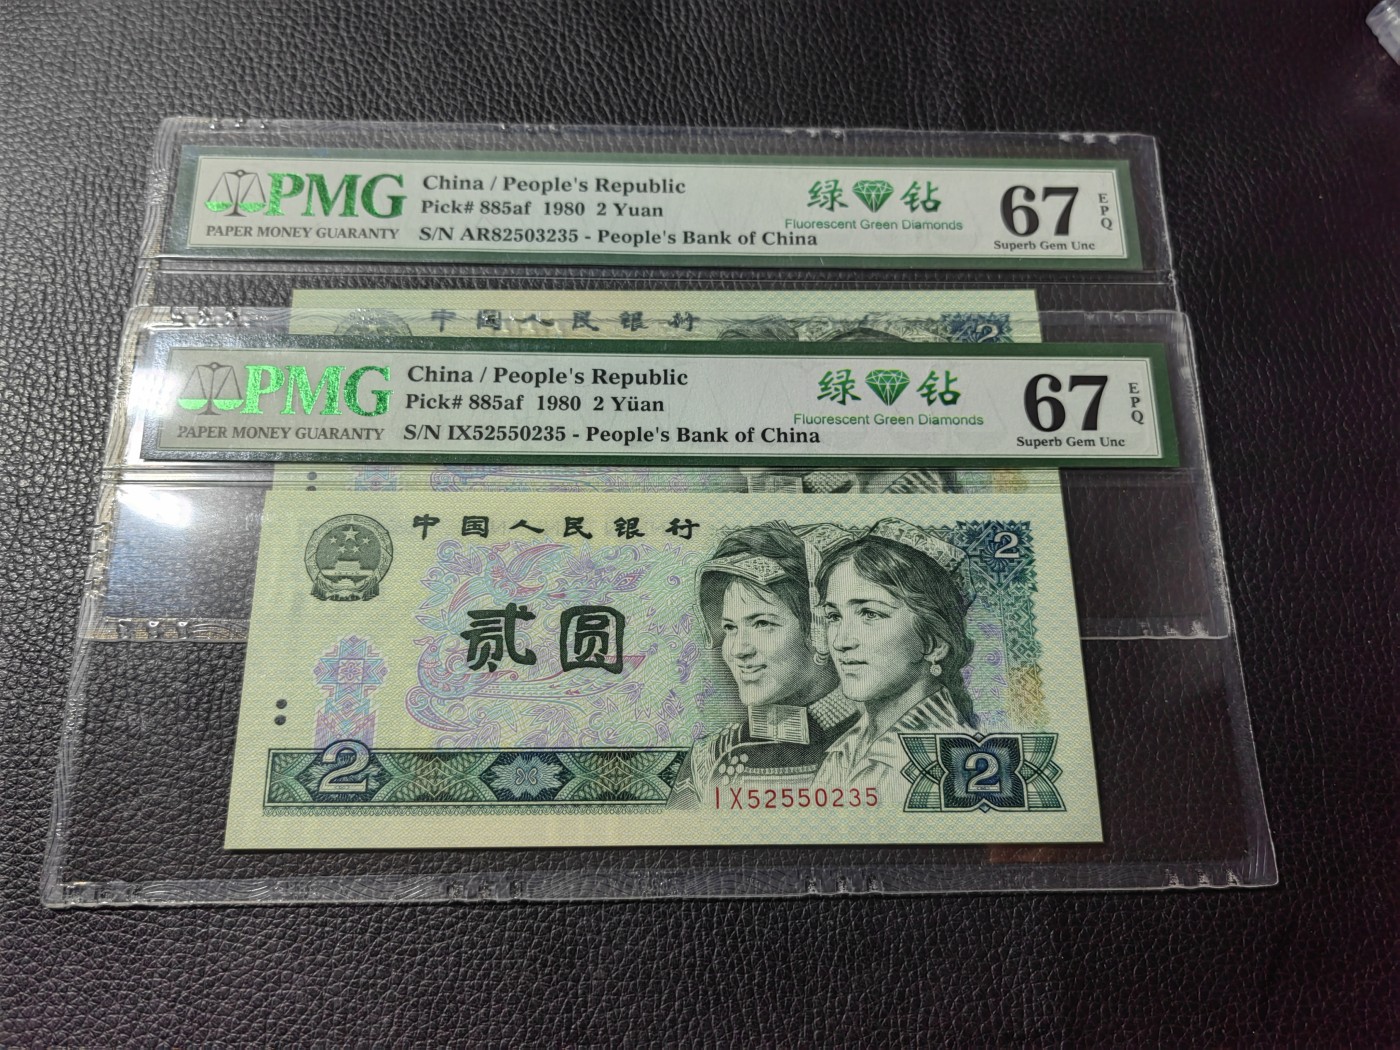 PMG
PAPER MONEY GUARANTY
China / People's Republic
Pick# 885af 1980 2 Yuan
S/N AR82503235 - People's Bank of China
绿 钻
Fluorescent Green Diamonds
67
Superb Gem Unc
EPQ
中国人民银行
2
PMG
PAPER MONEY GUARANTY
China / People's Republic
Pick# 885af 1980 2 Yüan
S/N IX52550235 - People's Bank of China
绿 钻
Fluorescent Green Diamonds
67
Superb Gem Unc
EPQ
中国人民银行
2
贰圆
2
IX52550235
2